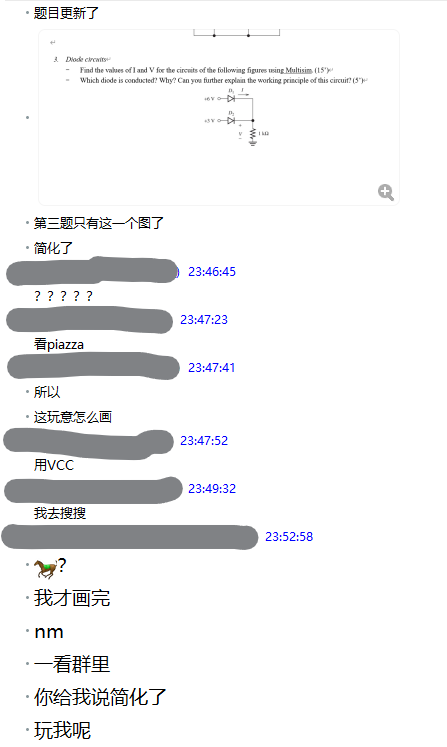 题目更新了
3. Diode circuits
- Find the values of I and V for the circuits of the following figures using Multisim. (15')
- Which diode is conducted? Why? Can you further explain the working principle of this circuit? (5')
D₁ I
+6 V
D₂
+3 V
+
V 1 kΩ
−
第三题只有这一个图了
简化了
23:46:45
？？？？？
23:47:23
看piazza
23:47:41
所以
这玩意怎么画
23:47:52
用VCC
23:49:32
我去搜搜
23:52:58
🐎?
我才画完
nm
一看群里
你给我说简化了
玩我呢